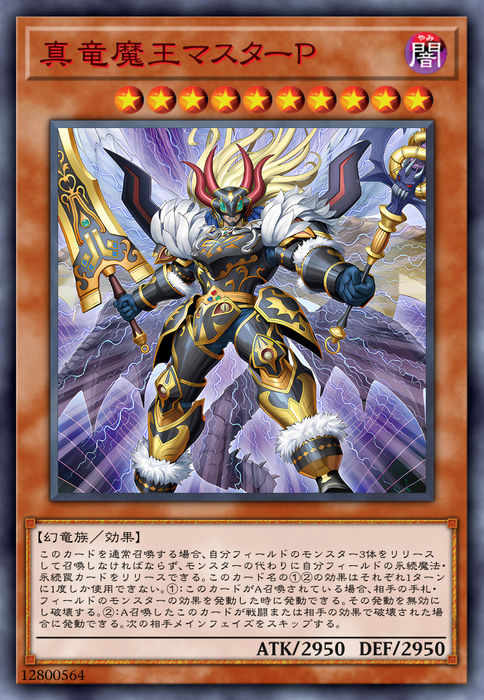 真竜魔王マスターP
やみ
闇
【幻竜族／効果】
このカードを通常召喚する場合、自分フィールドのモンスター3体をリリース
して召喚しなければならず、モンスターの代わりに自分フィールドの永続魔法・
永続罠カードをリリースできる。このカード名の①②の効果はそれぞれ1ターン
に1度しか使用できない。①：このカードがA召喚されている場合、相手の手札・
フィールドのモンスターの効果を発動した時に発動できる。その発動を無効に
し破壊する。②：A召喚したこのカードが戦闘または相手の効果で破壊された場
合に発動できる。次の相手メインフェイズをスキップする。
ATK/2950 DEF/2950
12800564